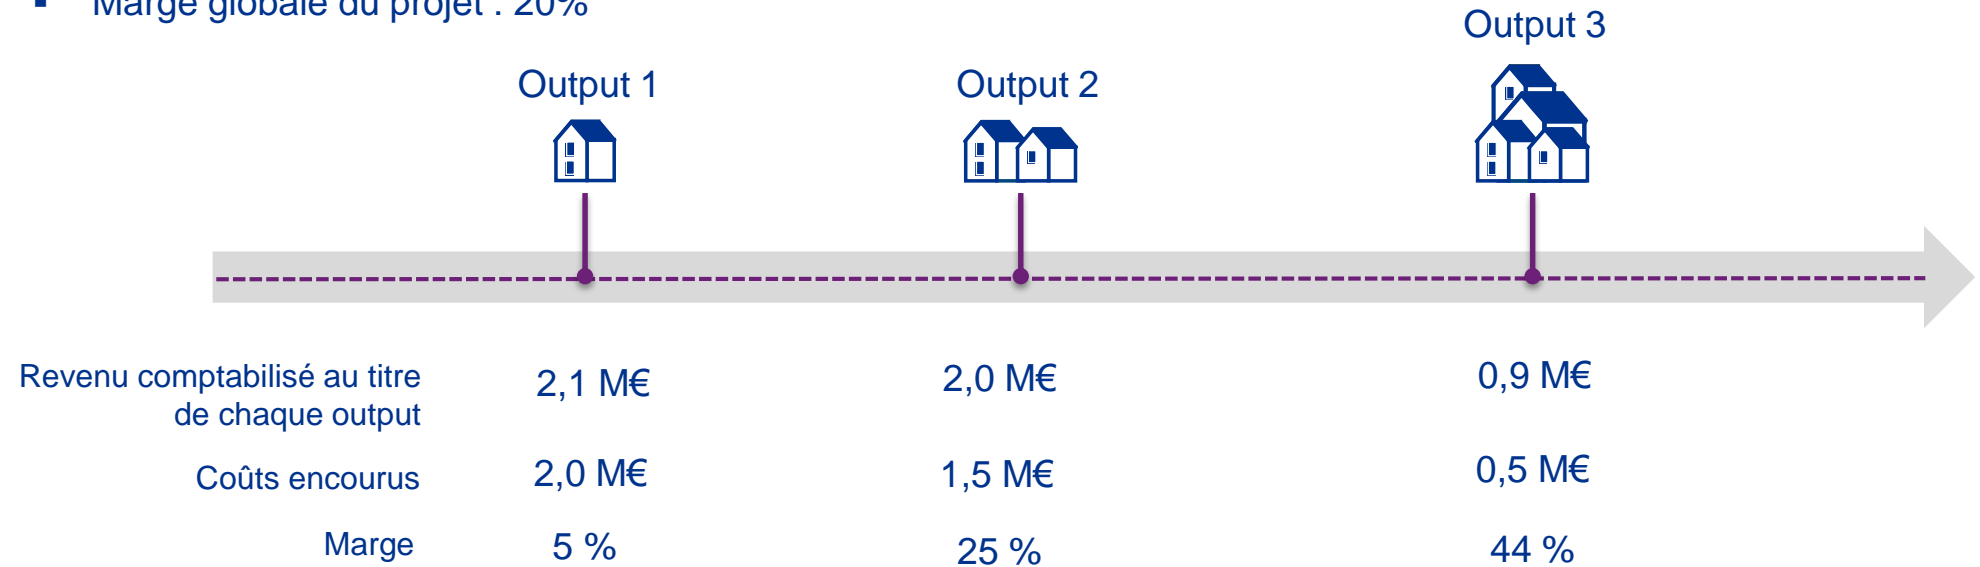 ▪ Marge globale du projet : 20%
Output 1
Output 2
Output 3
Revenu comptabilisé au titre
de chaque output
2,1 M€
2,0 M€
0,9 M€
Coûts encourus
2,0 M€
1,5 M€
0,5 M€
Marge
5 %
25 %
44 %